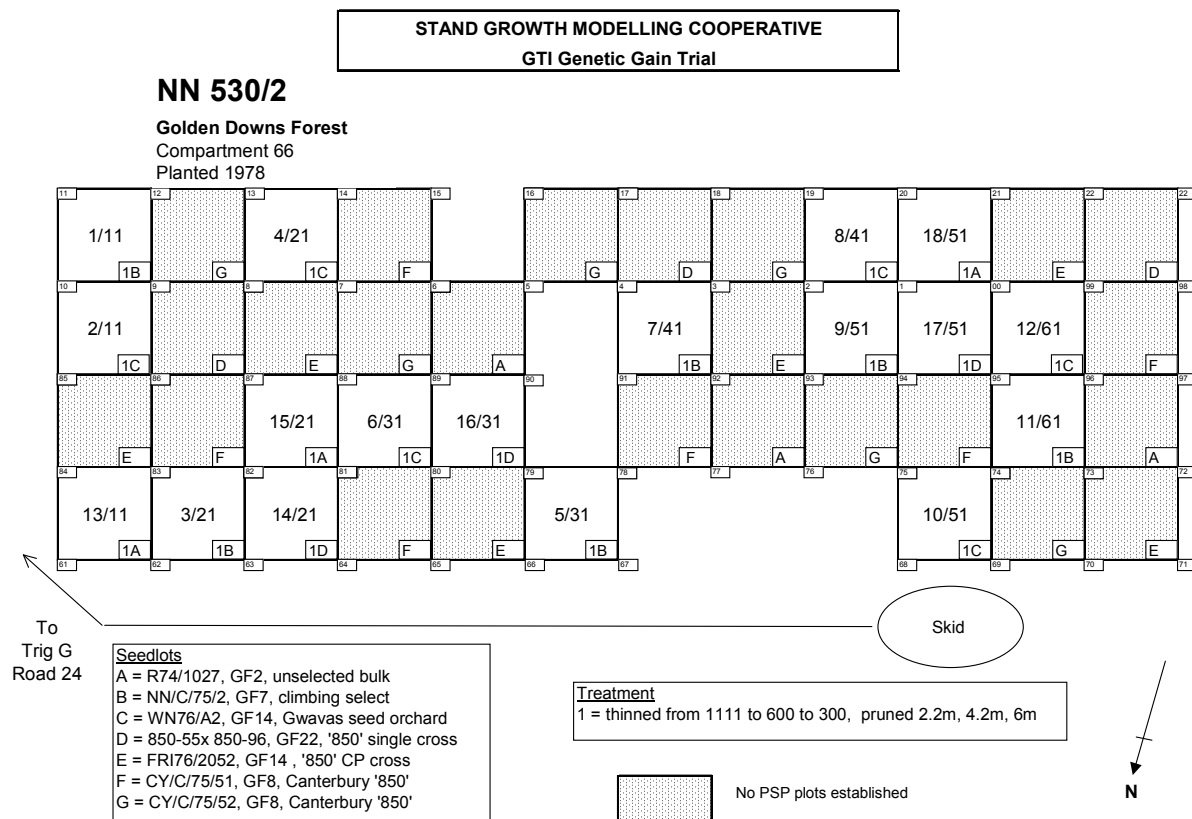 STAND GROWTH MODELLING COOPERATIVE
GTI Genetic Gain Trial
NN 530/2
Golden Downs Forest
Compartment 66
Planted 1978
11 12 13 14 15 16 17 18 19 20 21 22 22
1/11 4/21 8/41 18/51
1B G 1C F G D G 1C 1A E D
10 9 8 7 6 5 4 3 2 1 00 99 98
2/11 7/41 9/51 17/51 12/61
1C D E G A 1B E 1B 1D 1C F
85 86 87 88 89 90 91 92 93 94 95 96 97
15/21 6/31 16/31 11/61
E F 1A 1C 1D F A G F 1B A
84 83 82 81 80 79 78 77 76 75 74 73 72
13/11 3/21 14/21 5/31 10/51
1A 1B 1D F E 1B 1C G E
61 62 63 64 65 66 67 68 69 70 71
To
Trig G
Road 24
Skid
Seedlots
A = R74/1027, GF2, unselected bulk
B = NN/C/75/2, GF7, climbing select
C = WN76/A2, GF14, Gwavas seed orchard
D = 850-55x 850-96, GF22, '850' single cross
E = FRI76/2052, GF14 , '850' CP cross
F = CY/C/75/51, GF8, Canterbury '850'
G = CY/C/75/52, GF8, Canterbury '850'
Treatment
1 = thinned from 1111 to 600 to 300, pruned 2.2m, 4.2m, 6m
No PSP plots established
N